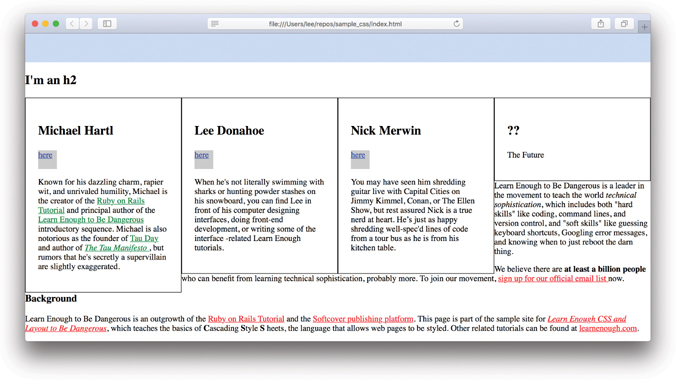 file:///Users/lee/repos/sample_css/index.html
I'm an h2
Michael Hartl
here
Known for his dazzling charm, rapier
wit, and unrivaled humility, Michael is
the creator of the Ruby on Rails
Tutorial and principal author of the
Learn Enough to Be Dangerous
introductory sequence. Michael is also
notorious as the founder of Tau Day
and author of The Tau Manifesto , but
rumors that he's secretly a supervillain
are slightly exaggerated.
Lee Donahoe
here
When he's not literally swimming with
sharks or hunting powder stashes on
his snowboard, you can find Lee in
front of his computer designing
interfaces, doing front-end
development, or writing some of the
interface -related Learn Enough
tutorials.
Nick Merwin
here
You may have seen him shredding
guitar live with Capital Cities on
Jimmy Kimmel, Conan, or The Ellen
Show, but rest assured Nick is a true
nerd at heart. He's just as happy
shredding well-spec'd lines of code
from a tour bus as he is from his
kitchen table.
??
The Future
Learn Enough to Be Dangerous is a leader in
the movement to teach the world technical
sophistication, which includes both "hard
skills" like coding, command lines, and
version control, and "soft skills" like guessing
keyboard shortcuts, Googling error messages,
and knowing when to just reboot the darn
thing.
We believe there are at least a billion people
who can benefit from learning technical sophistication, probably more. To join our movement, sign up for our official email list now.
Background
Learn Enough to Be Dangerous is an outgrowth of the Ruby on Rails Tutorial and the Softcover publishing platform. This page is part of the sample site for Learn Enough CSS and
Layout to Be Dangerous, which teaches the basics of Cascading Style S heets, the language that allows web pages to be styled. Other related tutorials can be found at learnenough.com.